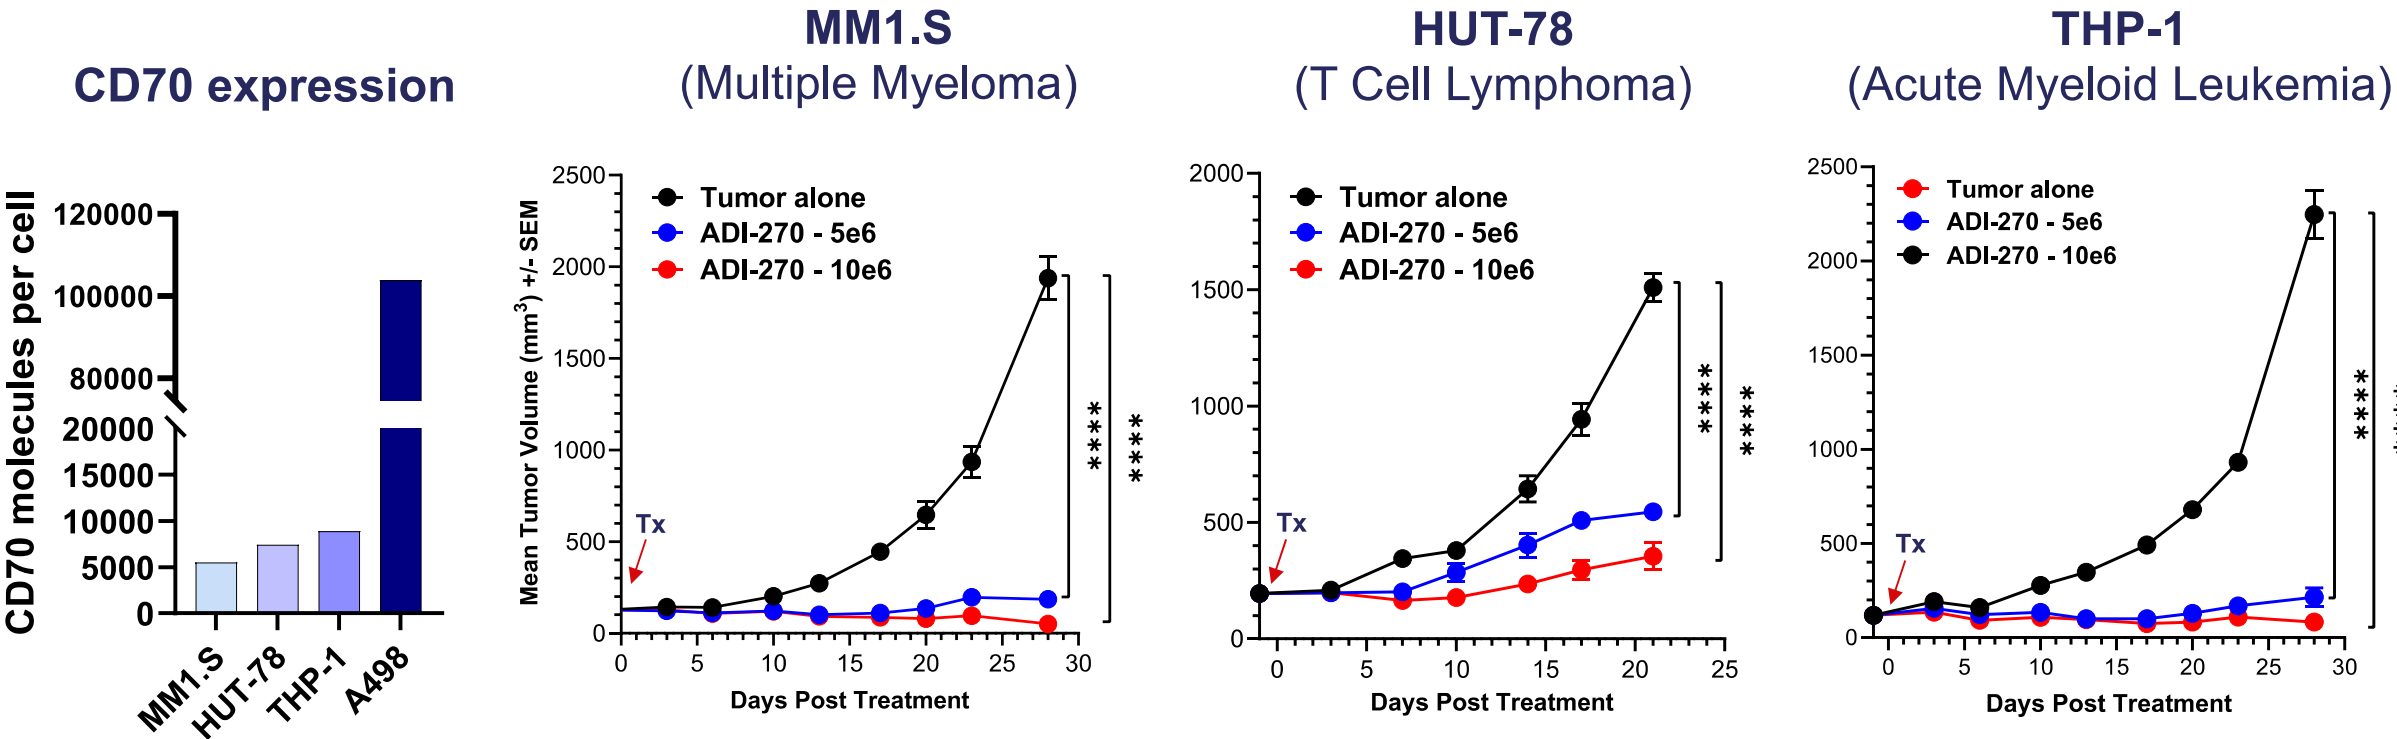 CD70 expression
CD70 molecules per cell
120000
100000
80000
20000
15000
10000
5000
0
MM1.S
HUT-78
THP-1
A498
MM1.S
(Multiple Myeloma)
Mean Tumor Volume (mm³) +/- SEM
2500
2000
1500
1000
500
0
Tumor alone
ADI-270 - 5e6
ADI-270 - 10e6
Tx
****
****
0 5 10 15 20 25 30
Days Post Treatment
HUT-78
(T Cell Lymphoma)
2000
1500
1000
500
0
Tumor alone
ADI-270 - 5e6
ADI-270 - 10e6
Tx
****
****
0 5 10 15 20 25
Days Post Treatment
THP-1
(Acute Myeloid Leukemia)
2500
2000
1500
1000
500
0
Tumor alone
ADI-270 - 5e6
ADI-270 - 10e6
Tx
****
0 5 10 15 20 25 30
Days Post Treatment